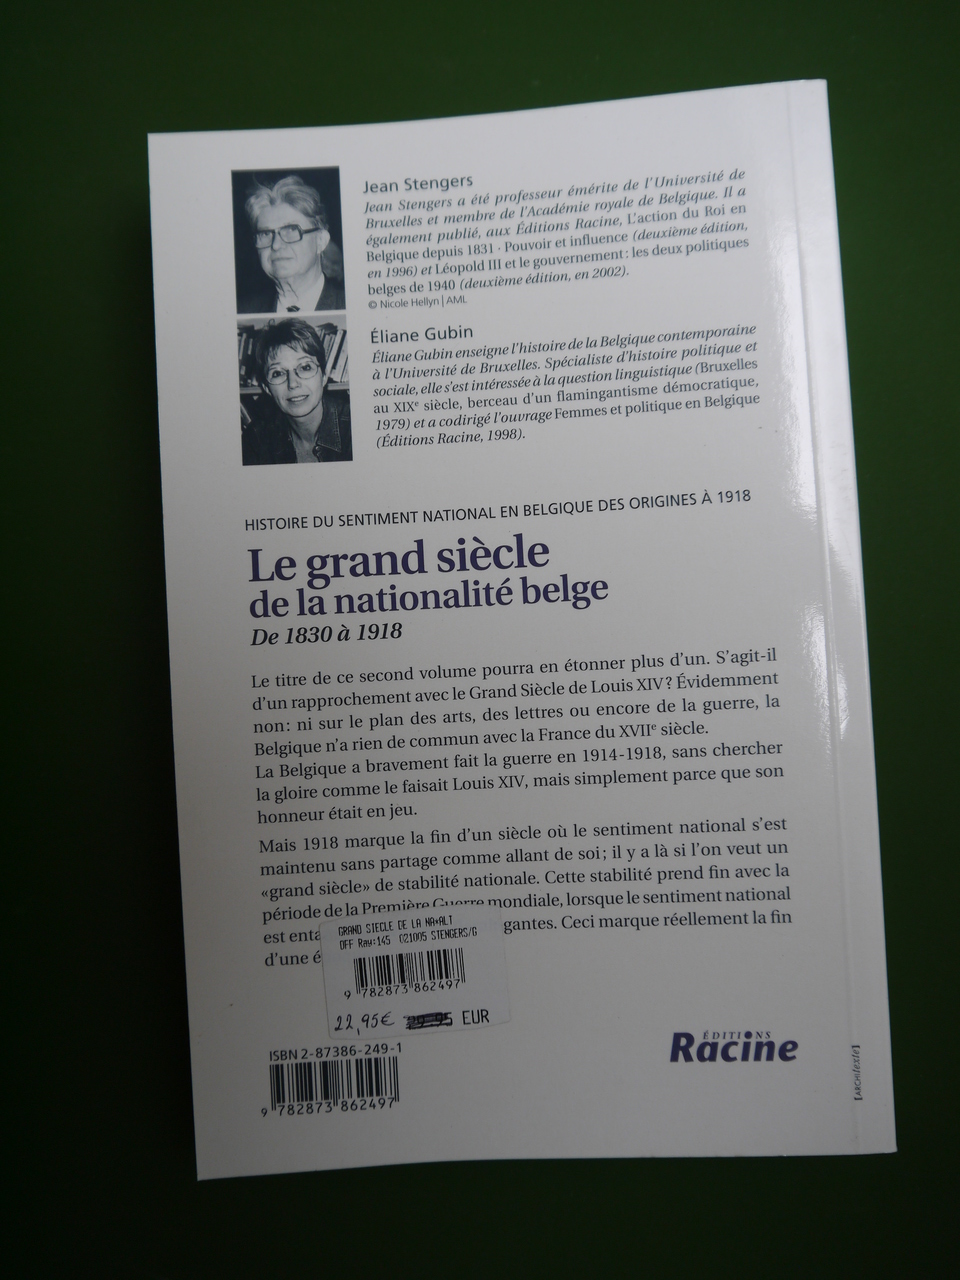 Jean Stengers
Jean Stengers a été professeur émérite de l'Université de
Bruxelles et membre de l'Académie royale de Belgique. Il a
également publié, aux Éditions Racine, L'action du Roi en
Belgique depuis 1831 · Pouvoir et influence (deuxième édition,
en 1996) et Léopold III et le gouvernement : les deux politiques
belges de 1940 (deuxième édition, en 2002).
© Nicole Hellyn | AML
Éliane Gubin
Éliane Gubin enseigne l'histoire de la Belgique contemporaine
à l'Université de Bruxelles. Spécialiste d'histoire politique et
sociale, elle s'est intéressée à la question linguistique (Bruxelles
au XIXe siècle, berceau d'un flamingantisme démocratique,
1979) et a codirigé l'ouvrage Femmes et politique en Belgique
(Éditions Racine, 1998).
HISTOIRE DU SENTIMENT NATIONAL EN BELGIQUE DES ORIGINES À 1918
Le grand siècle
de la nationalité belge
De 1830 à 1918
Le titre de ce second volume pourra en étonner plus d'un. S'agit-il
d'un rapprochement avec le Grand Siècle de Louis XIV ? Évidemment
non : ni sur le plan des arts, des lettres ou encore de la guerre, la
Belgique n'a rien de commun avec la France du XVIIe siècle.
La Belgique a bravement fait la guerre en 1914-1918, sans chercher
la gloire comme le faisait Louis XIV, mais simplement parce que son
honneur était en jeu.
Mais 1918 marque la fin d'un siècle où le sentiment national s'est
maintenu sans partage comme allant de soi ; il y a là si l'on veut un
«grand siècle» de stabilité nationale. Cette stabilité prend fin avec la
période de la Première Guerre mondiale, lorsque le sentiment national
est enta gantes. Ceci marque réellement la fin
d'une é
GRAND SIECLE DE LA NA*ALT
OFF Ray:145 021005 STENGERS/G
9 782873 862497
22,95€ 29.95 EUR
ISBN 2-87386-249-1
9 782873 862497
ÉDITIONS
Racine
[ARCHItexte]